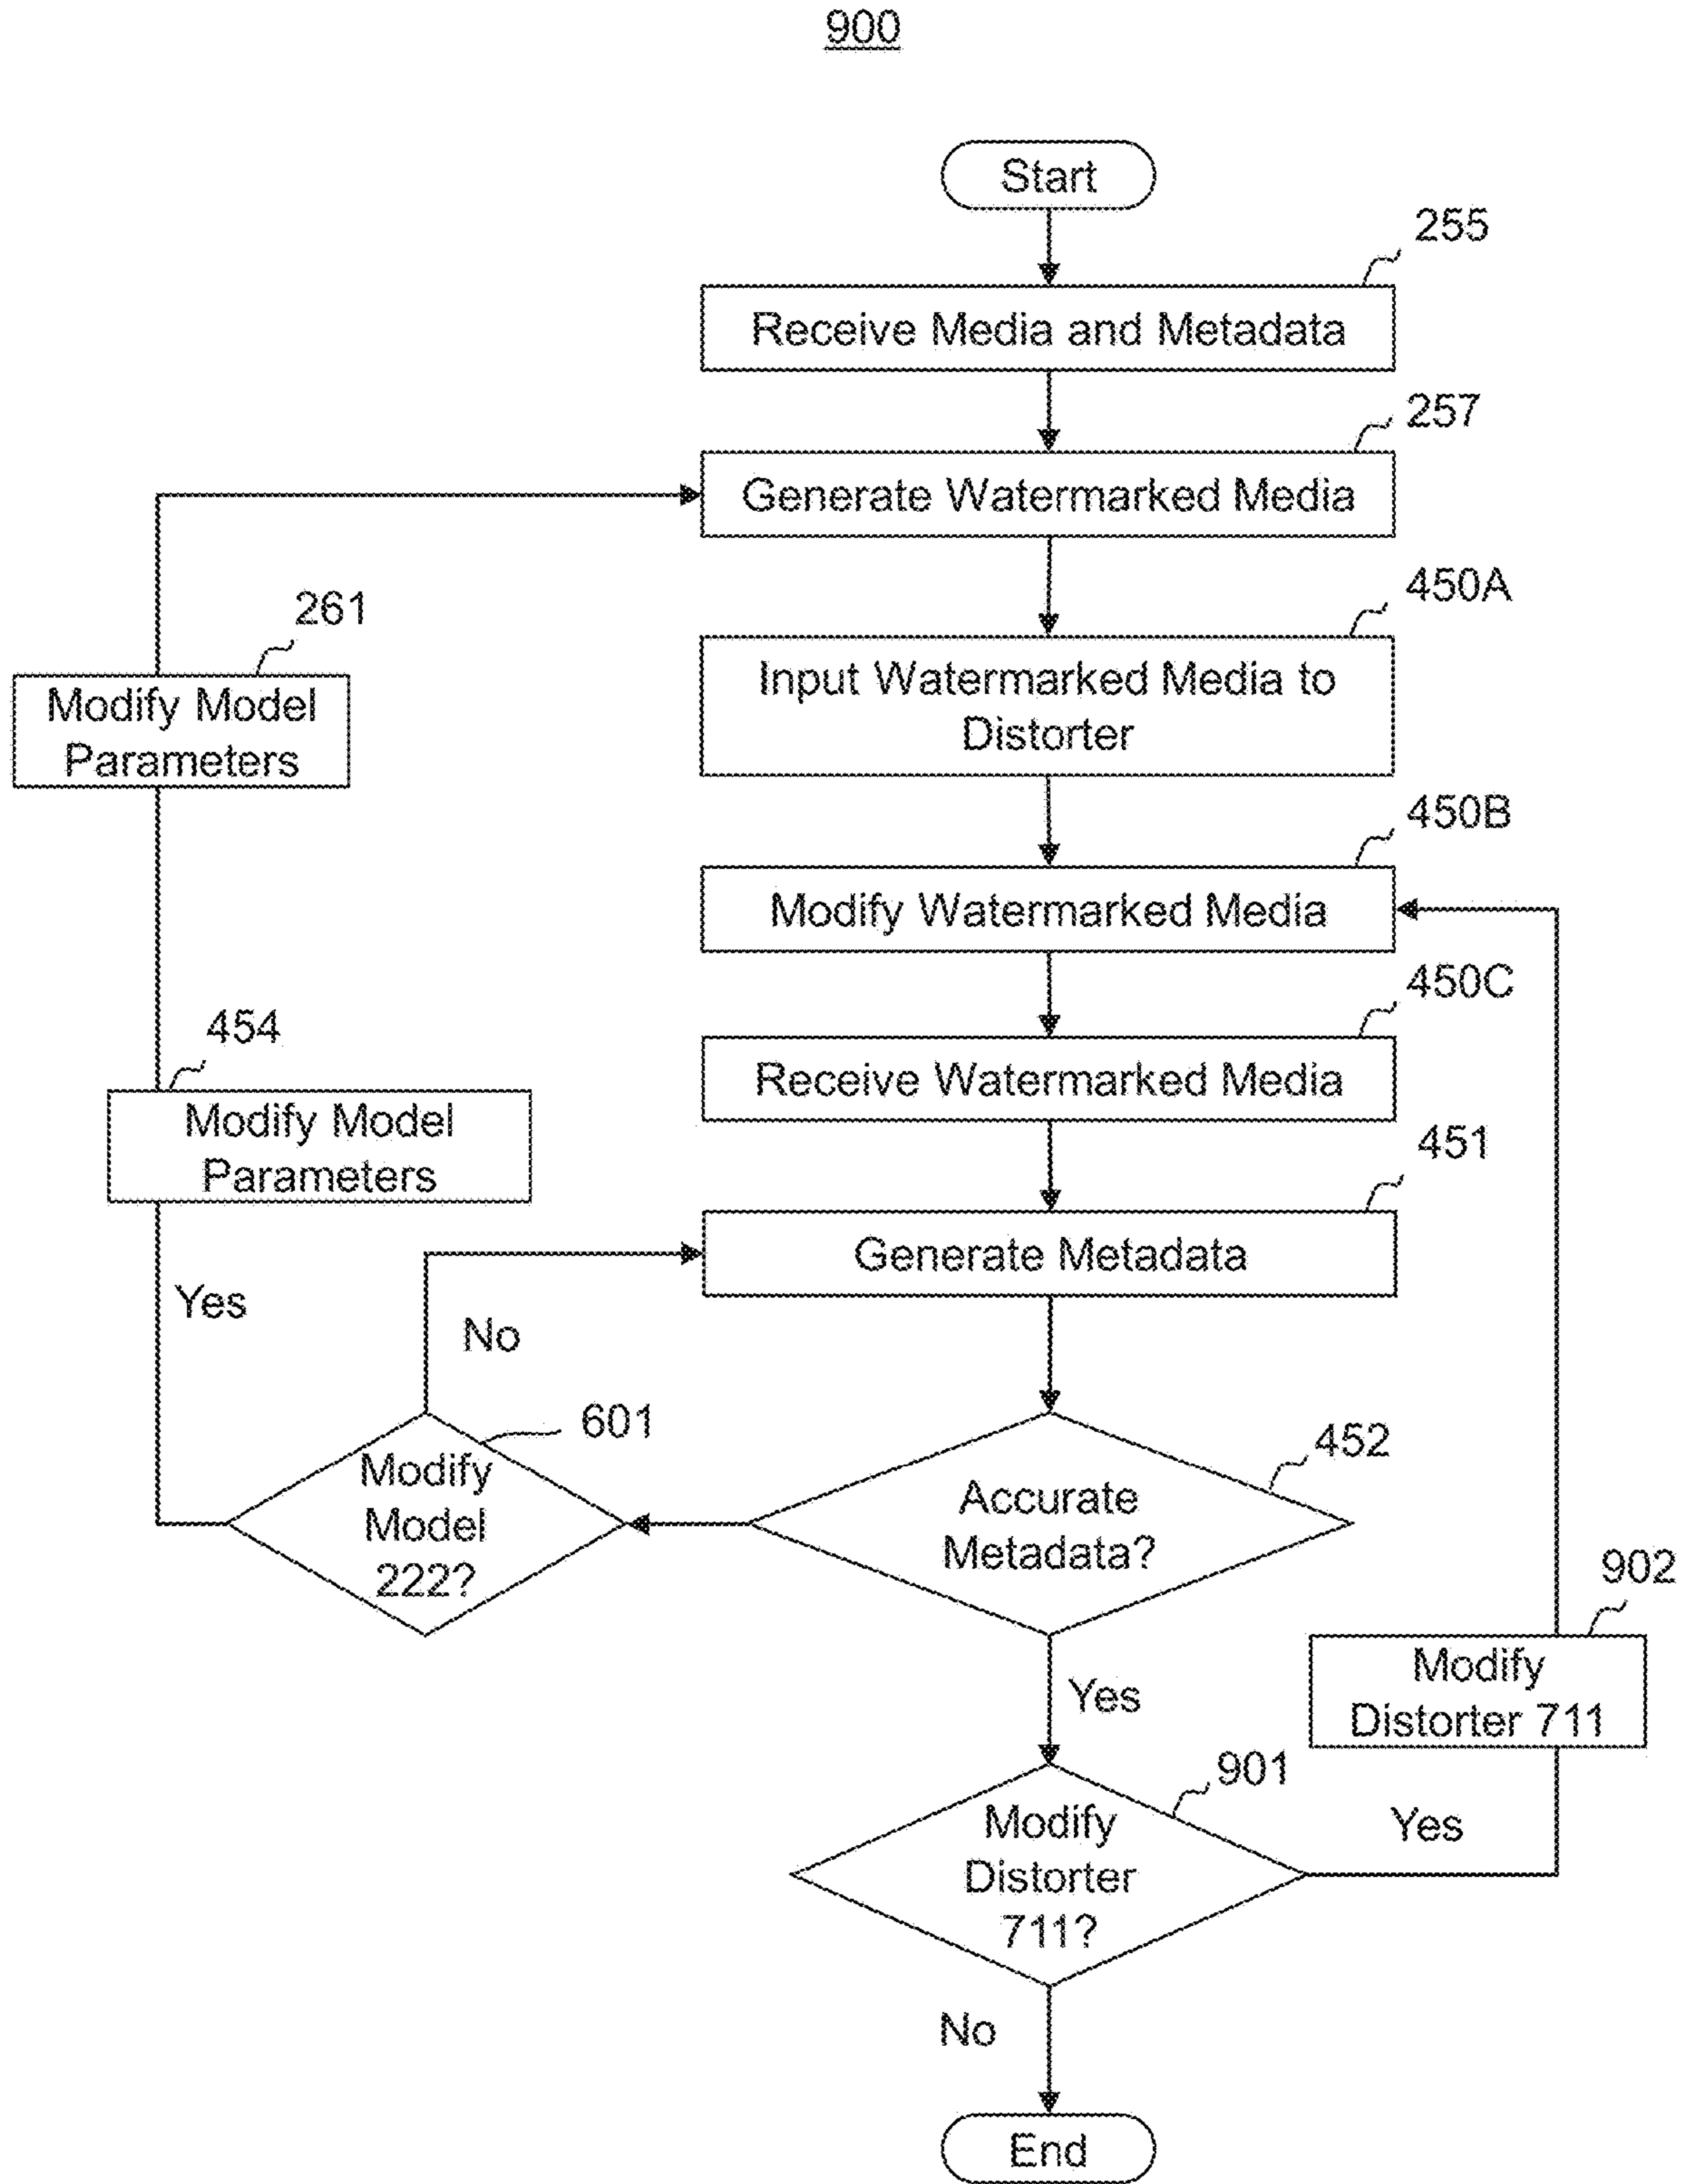 900
Start
255
Receive Media and Metadata
257
Generate Watermarked Media
450A
Input Watermarked Media to
Distorter
261
Modify Model
Parameters
450B
Modify Watermarked Media
450C
Receive Watermarked Media
454
Modify Model
Parameters
451
Generate Metadata
Yes
No
601
Modify
Model
222?
452
Accurate
Metadata?
902
Modify
Distorter 711
Yes
901
Modify
Distorter
711?
Yes
No
End